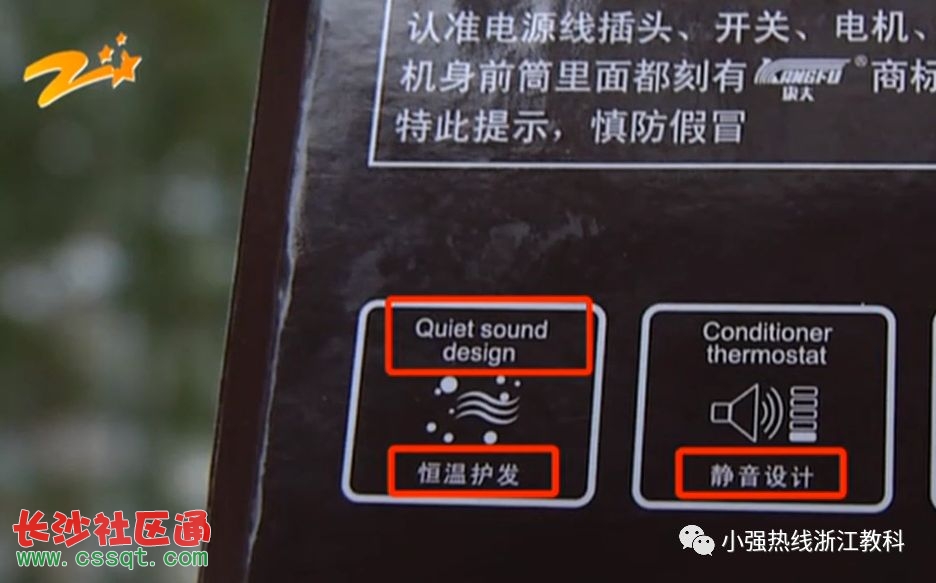 认准电源线插头、开关、电机、
机身前筒里面都刻有 KANGFU 康夫 ® 商标
特此提示，慎防假冒
Quiet sound
design
恒温护发
Conditioner
thermostat
静音设计
长沙社区通
www.cssqt.com
小强热线浙江教科